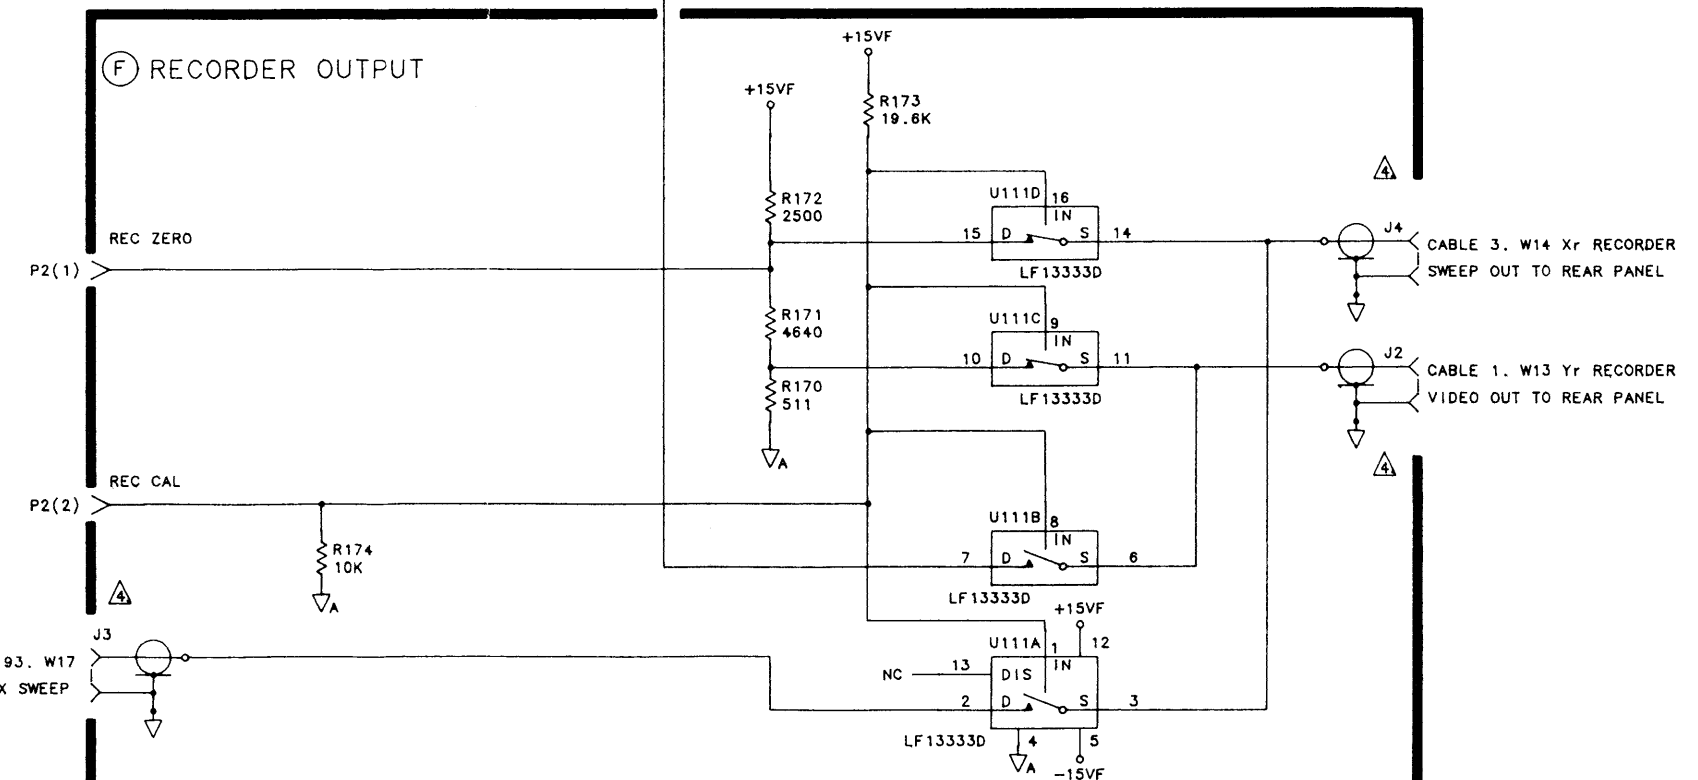 F RECORDER OUTPUT
+15VF
+15VF
R173
19.6K
R172
2500
REC ZERO
P2(1)
U111D
16
IN
15
D
S
14
LF13333D
J4
CABLE 3. W14 Xr RECORDER
SWEEP OUT TO REAR PANEL
4
R171
4640
U111C
9
IN
10
D
S
11
LF13333D
J2
CABLE 1. W13 Yr RECORDER
VIDEO OUT TO REAR PANEL
4
R170
511
A
REC CAL
P2(2)
R174
10K
A
4
U111B
8
IN
7
D
S
6
LF13333D
J3
93. W17
X SWEEP
+15VF
U111A
1
IN
12
NC
13
DIS
2
D
S
3
LF13333D
4
A
5
-15VF